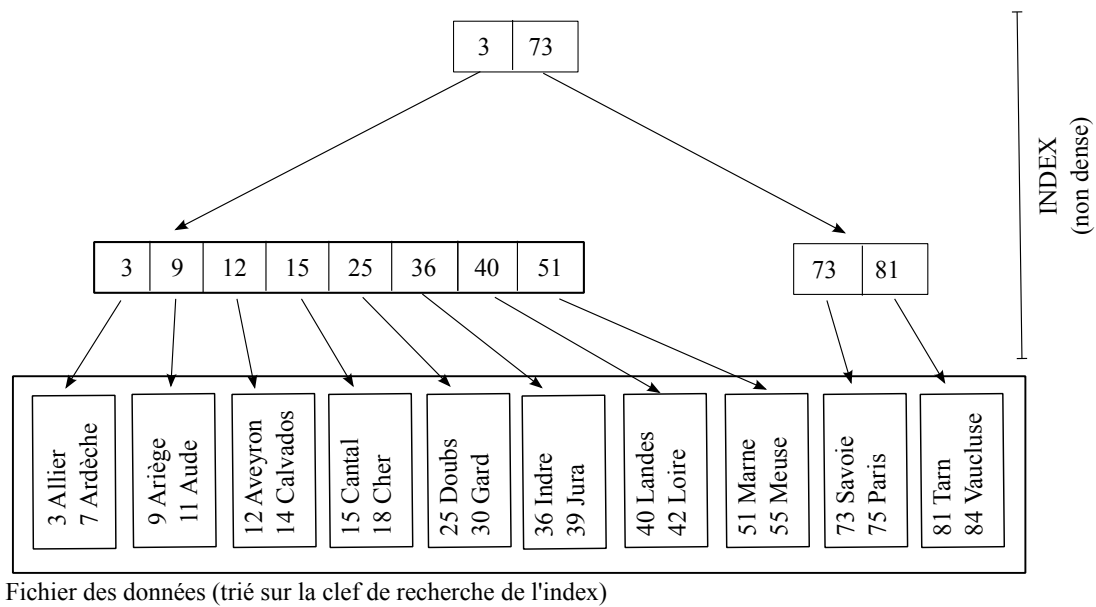 3 73
INDEX
(non dense)
3 9 12 15 25 36 40 51
73 81
3 Allier
7 Ardèche
9 Ariège
11 Aude
12 Aveyron
14 Calvados
15 Cantal
18 Cher
25 Doubs
30 Gard
36 Indre
39 Jura
40 Landes
42 Loire
51 Marne
55 Meuse
73 Savoie
75 Paris
81 Tarn
84 Vaucluse
Fichier des données (trié sur la clef de recherche de l'index)